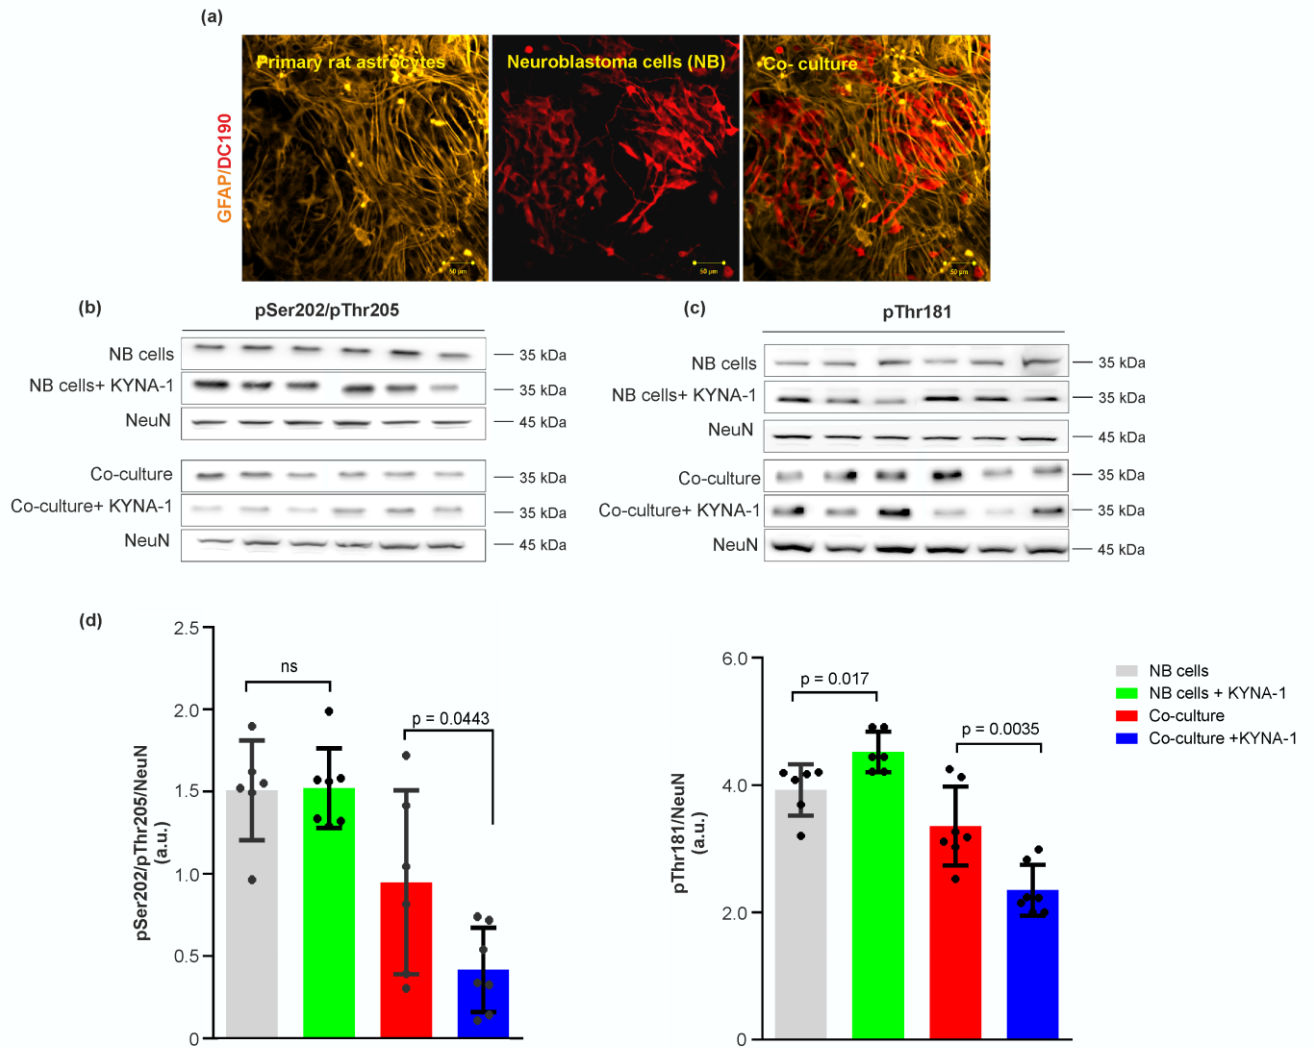 (a)
Primary rat astrocytes
Neuroblastoma cells (NB)
Co- culture
GFAP/DC190
50 µm
50 µm
50 µm
(b)
pSer202/pThr205
NB cells
35 kDa
NB cells+ KYNA-1
35 kDa
NeuN
45 kDa
Co-culture
35 kDa
Co-culture+ KYNA-1
35 kDa
NeuN
45 kDa
(c)
pThr181
NB cells
35 kDa
NB cells+ KYNA-1
35 kDa
NeuN
45 kDa
Co-culture
35 kDa
Co-culture+ KYNA-1
35 kDa
NeuN
45 kDa
(d)
pSer202/pThr205/NeuN
(a.u.)
2.5
2.0
1.5
1.0
0.5
0
ns
p = 0.0443
pThr181/NeuN
(a.u.)
6.0
4.0
2.0
0
p = 0.017
p = 0.0035
NB cells
NB cells + KYNA-1
Co-culture
Co-culture +KYNA-1